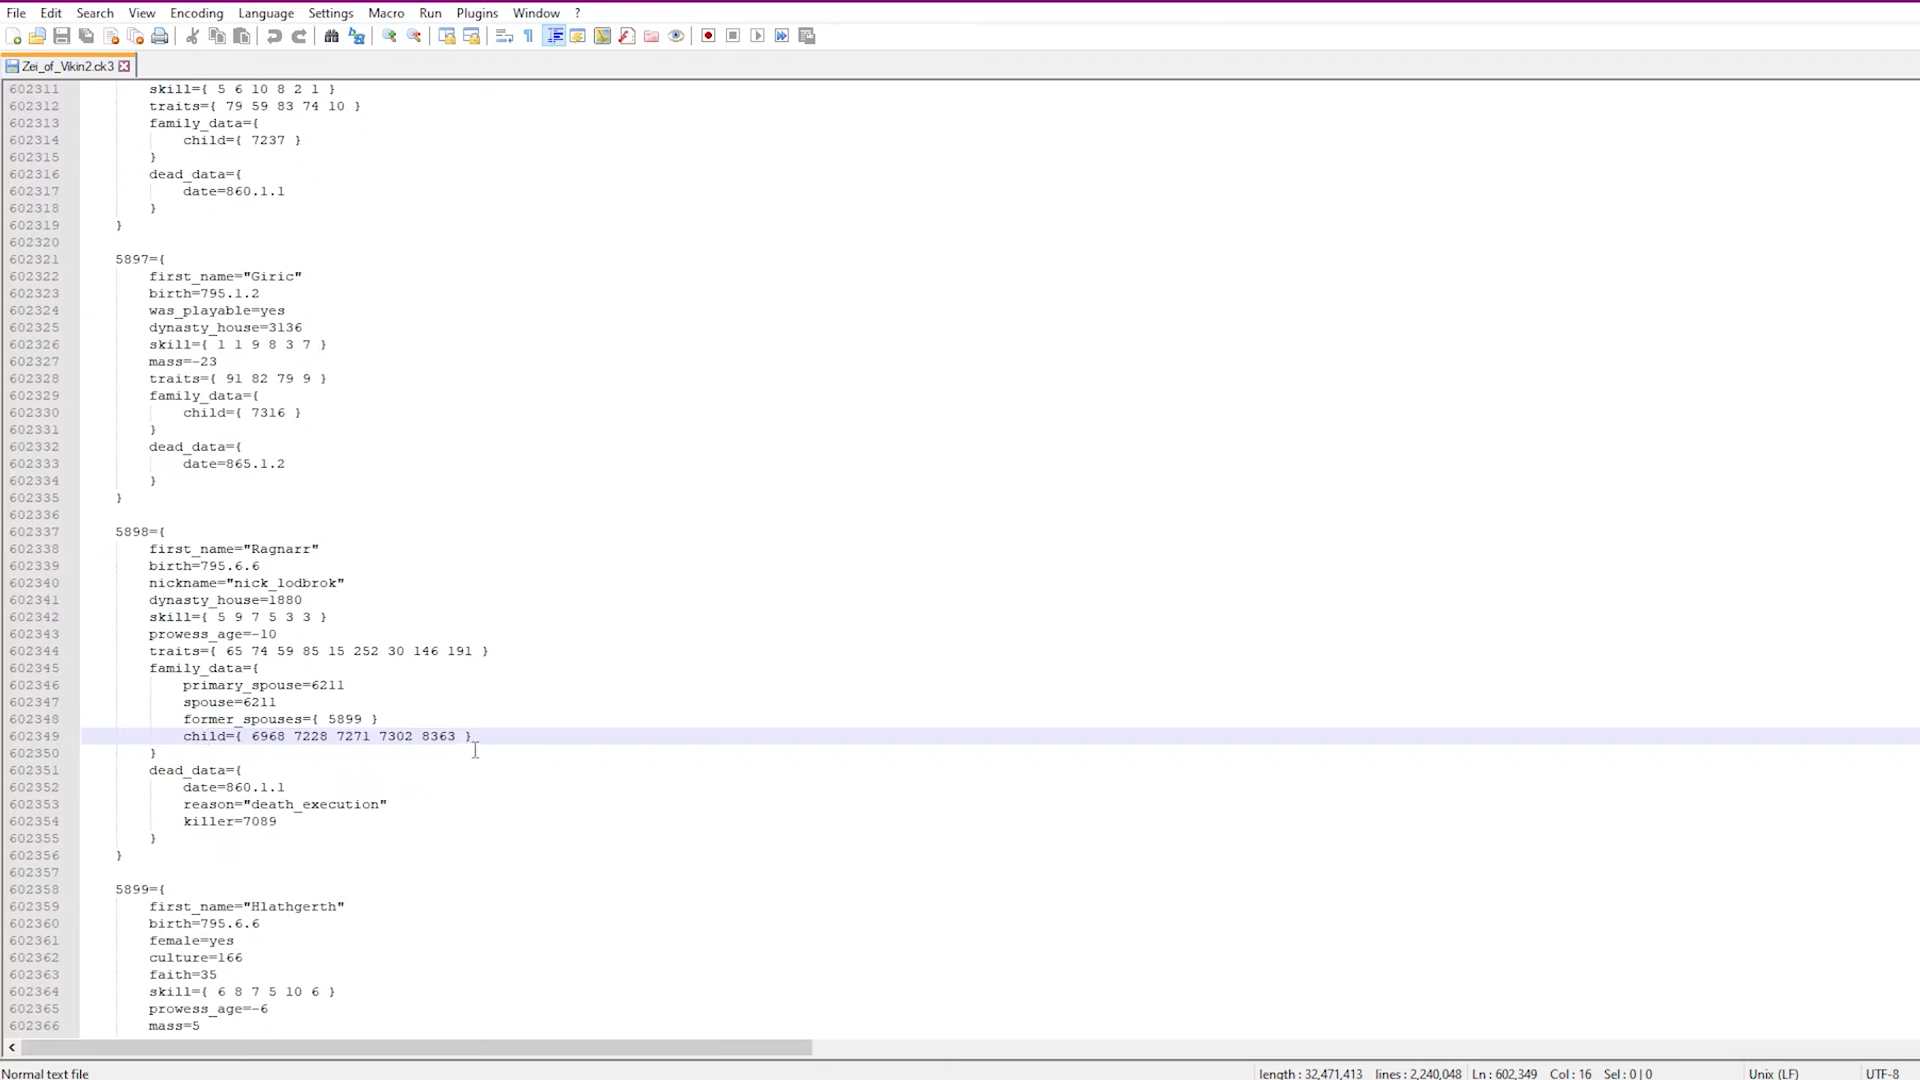 File Edit Search View Encoding Language Settings Macro Run Plugins Window ?
Zei_of_Vikin2.ck3
602311 skill={ 5 6 10 8 2 1 }
602312 traits={ 79 59 83 74 10 }
602313 family_data={
602314 child={ 7237 }
602315 }
602316 dead_data={
602317 date=860.1.1
602318 }
602319 }
602320
602321 5897={
602322 first_name="Giric"
602323 birth=795.1.2
602324 was_playable=yes
602325 dynasty_house=3136
602326 skill={ 1 1 9 8 3 7 }
602327 mass=-23
602328 traits={ 91 82 79 9 }
602329 family_data={
602330 child={ 7316 }
602331 }
602332 dead_data={
602333 date=865.1.2
602334 }
602335 }
602336
602337 5898={
602338 first_name="Ragnarr"
602339 birth=795.6.6
602340 nickname="nick_lodbrok"
602341 dynasty_house=1880
602342 skill={ 5 9 7 5 3 3 }
602343 prowess_age=-10
602344 traits={ 65 74 59 85 15 252 30 146 191 }
602345 family_data={
602346 primary_spouse=6211
602347 spouse=6211
602348 former_spouses={ 5899 }
602349 child={ 6968 7228 7271 7302 8363 }
602350 }
602351 dead_data={
602352 date=860.1.1
602353 reason="death_execution"
602354 killer=7089
602355 }
602356 }
602357
602358 5899={
602359 first_name="Hlathgerth"
602360 birth=795.6.6
602361 female=yes
602362 culture=166
602363 faith=35
602364 skill={ 6 8 7 5 10 6 }
602365 prowess_age=-6
602366 mass=5
Normal text file length : 32,471,413 lines : 2,240,048 Ln : 602,349 Col : 16 Sel : 0 | 0 Unix (LF) UTF-8